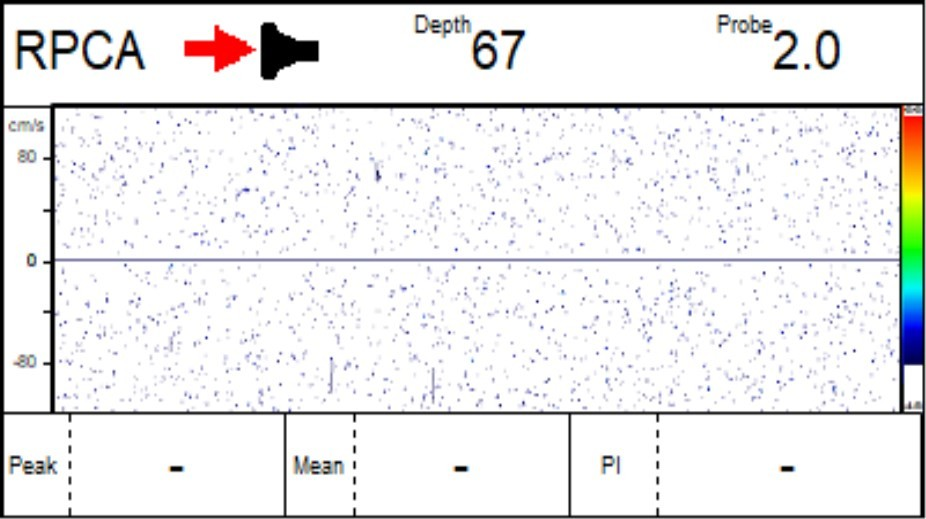 RPCA Depth 67 Probe 2.0
cm/s
80
0
-80
Peak - Mean - PI -